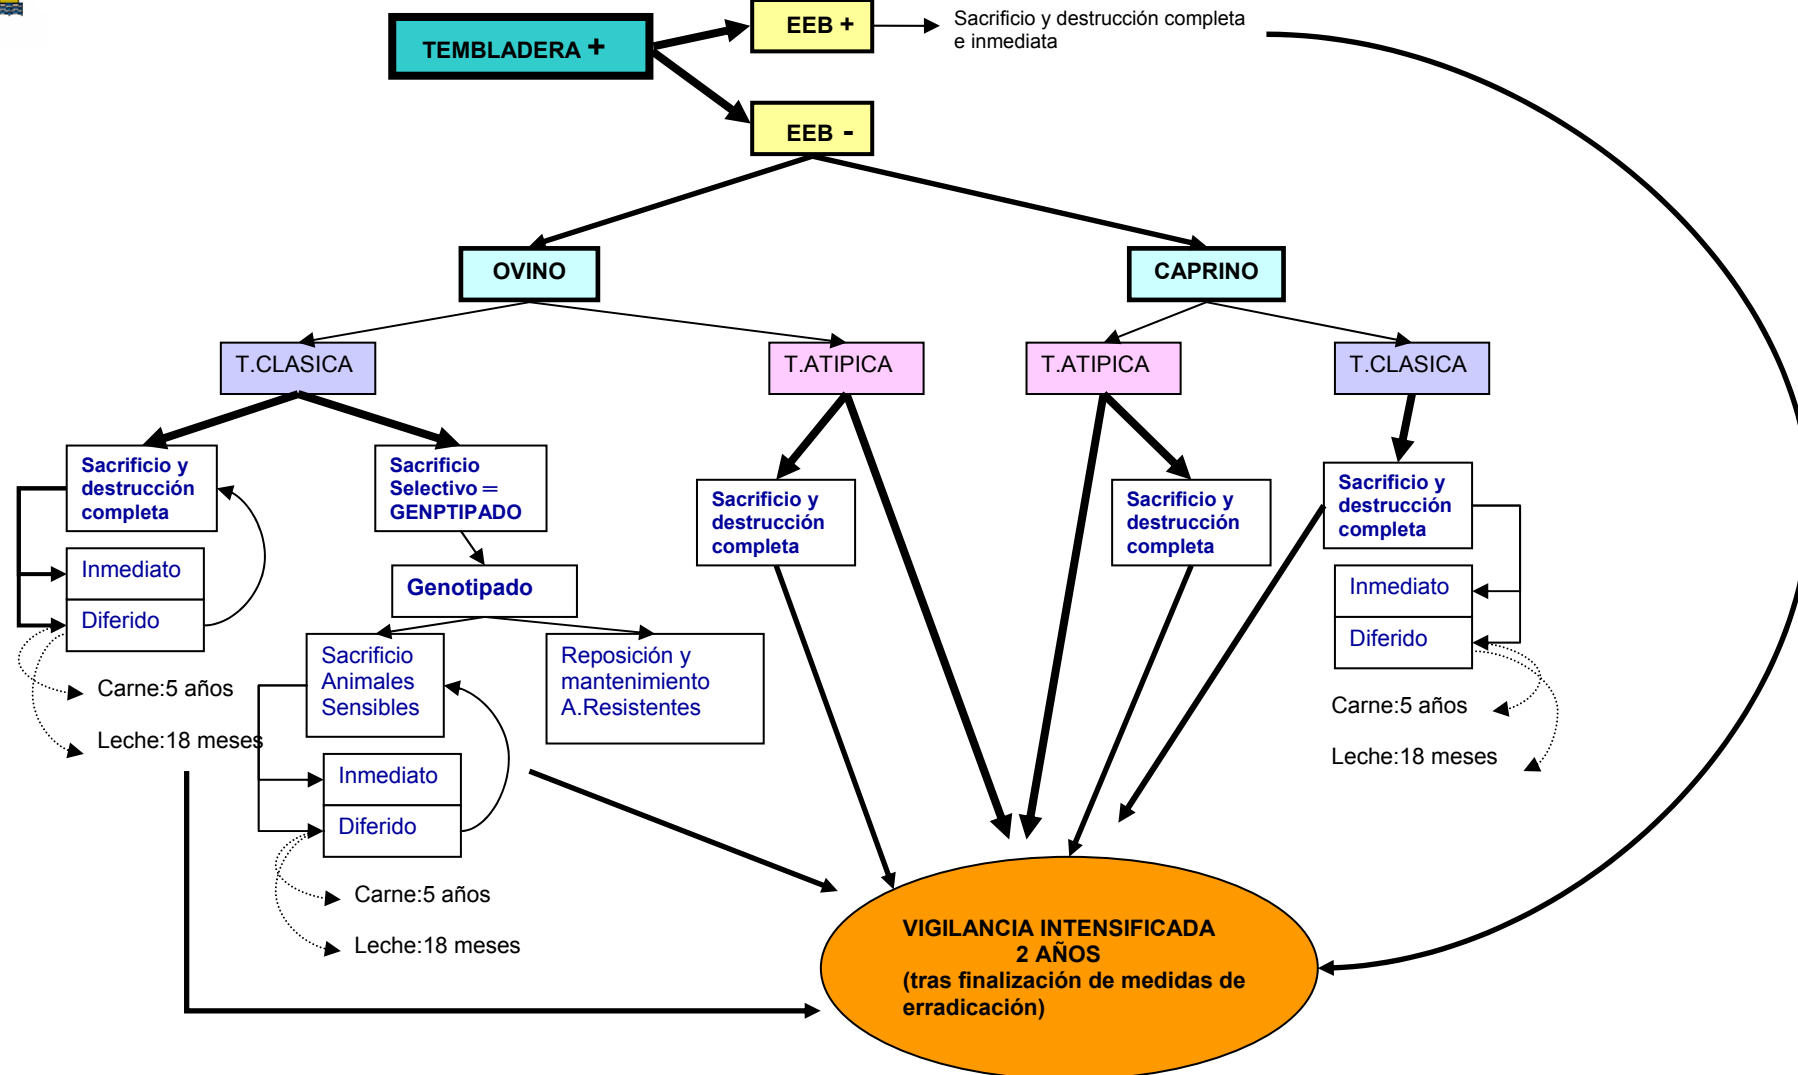 TEMBLADERA +
EEB +
Sacrificio y destrucción completa
e inmediata
EEB -
OVINO
CAPRINO
T.CLASICA
T.ATIPICA
T.ATIPICA
T.CLASICA
Sacrificio y
destrucción
completa
Sacrificio
Selectivo =
GENPTIPADO
Sacrificio y
destrucción
completa
Sacrificio y
destrucción
completa
Sacrificio y
destrucción
completa
Inmediato
Diferido
Genotipado
Inmediato
Diferido
Carne:5 años
Leche:18 meses
Sacrificio
Animales
Sensibles
Reposición y
mantenimiento
A.Resistentes
Carne:5 años
Leche:18 meses
Inmediato
Diferido
Carne:5 años
Leche:18 meses
VIGILANCIA INTENSIFICADA
2 AÑOS
(tras finalización de medidas de
erradicación)